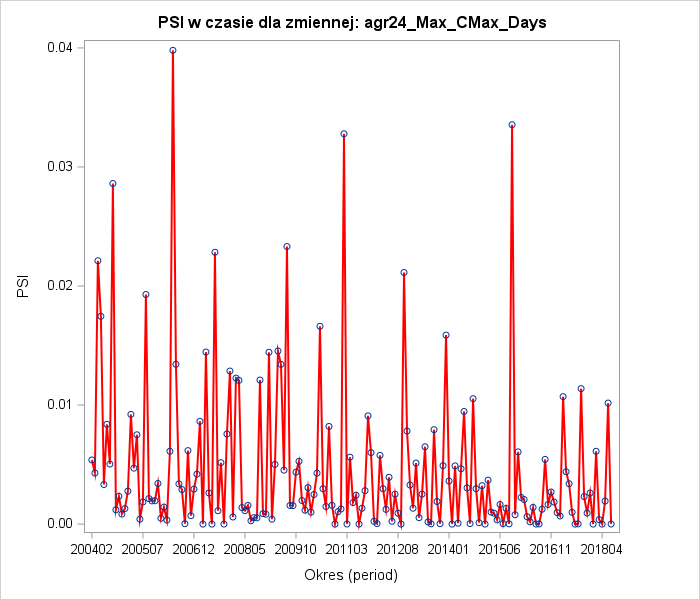 PSI w czasie dla zmiennej: agr24_Max_CMax_Days
0.04
0.03
0.02
0.01
0.00
PSI
200402 200507 200612 200805 200910 201103 201208 201401 201506 201611 201804
Okres (period)